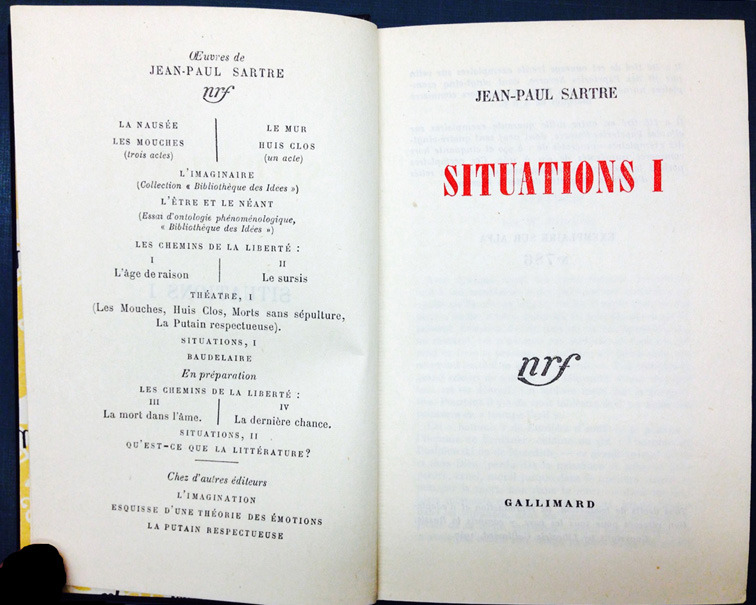 Œuvres de
JEAN-PAUL SARTRE
nrf
LA NAUSÉE
LES MOUCHES
(trois actes)
LE MUR
HUIS CLOS
(un acte)
L'IMAGINAIRE
(Collection « Bibliothèque des Idees »)
L'ÊTRE ET LE NÉANT
(Essai d'ontologie phénoménologique,
« Bibliothèque des Idées »)
LES CHEMINS DE LA LIBERTÉ :
I
L'âge de raison
II
Le sursis
THÉATRE, I
(Les Mouches, Huis Clos, Morts sans sépulture,
La Putain respectueuse).
SITUATIONS, I
BAUDELAIRE
En préparation
LES CHEMINS DE LA LIBERTÉ :
III
La mort dans l'âme.
IV
La dernière chance.
SITUATIONS, II
QU'EST-CE QUE LA LITTÉRATURE?
Chez d'autres éditeurs
L'IMAGINATION
ESQUISSE D'UNE THÉORIE DES ÉMOTIONS
LA PUTAIN RESPECTUEUSE
JEAN-PAUL SARTRE
SITUATIONS I
nrf
GALLIMARD